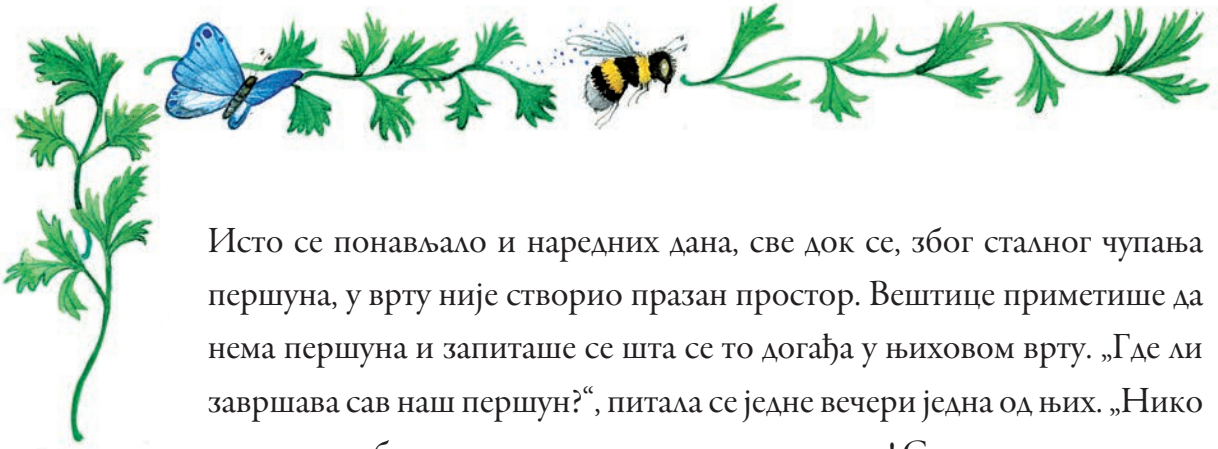 Исто се понављало и наредних дана, све док се, због сталног чупања
першуна, у врту није створио празан простор. Вештице приметише да
нема першуна и запиташе се шта се то догађа у њиховом врту. „Где ли
завршава сав наш першун?“, питала се једне вечери једна од њих. „Нико